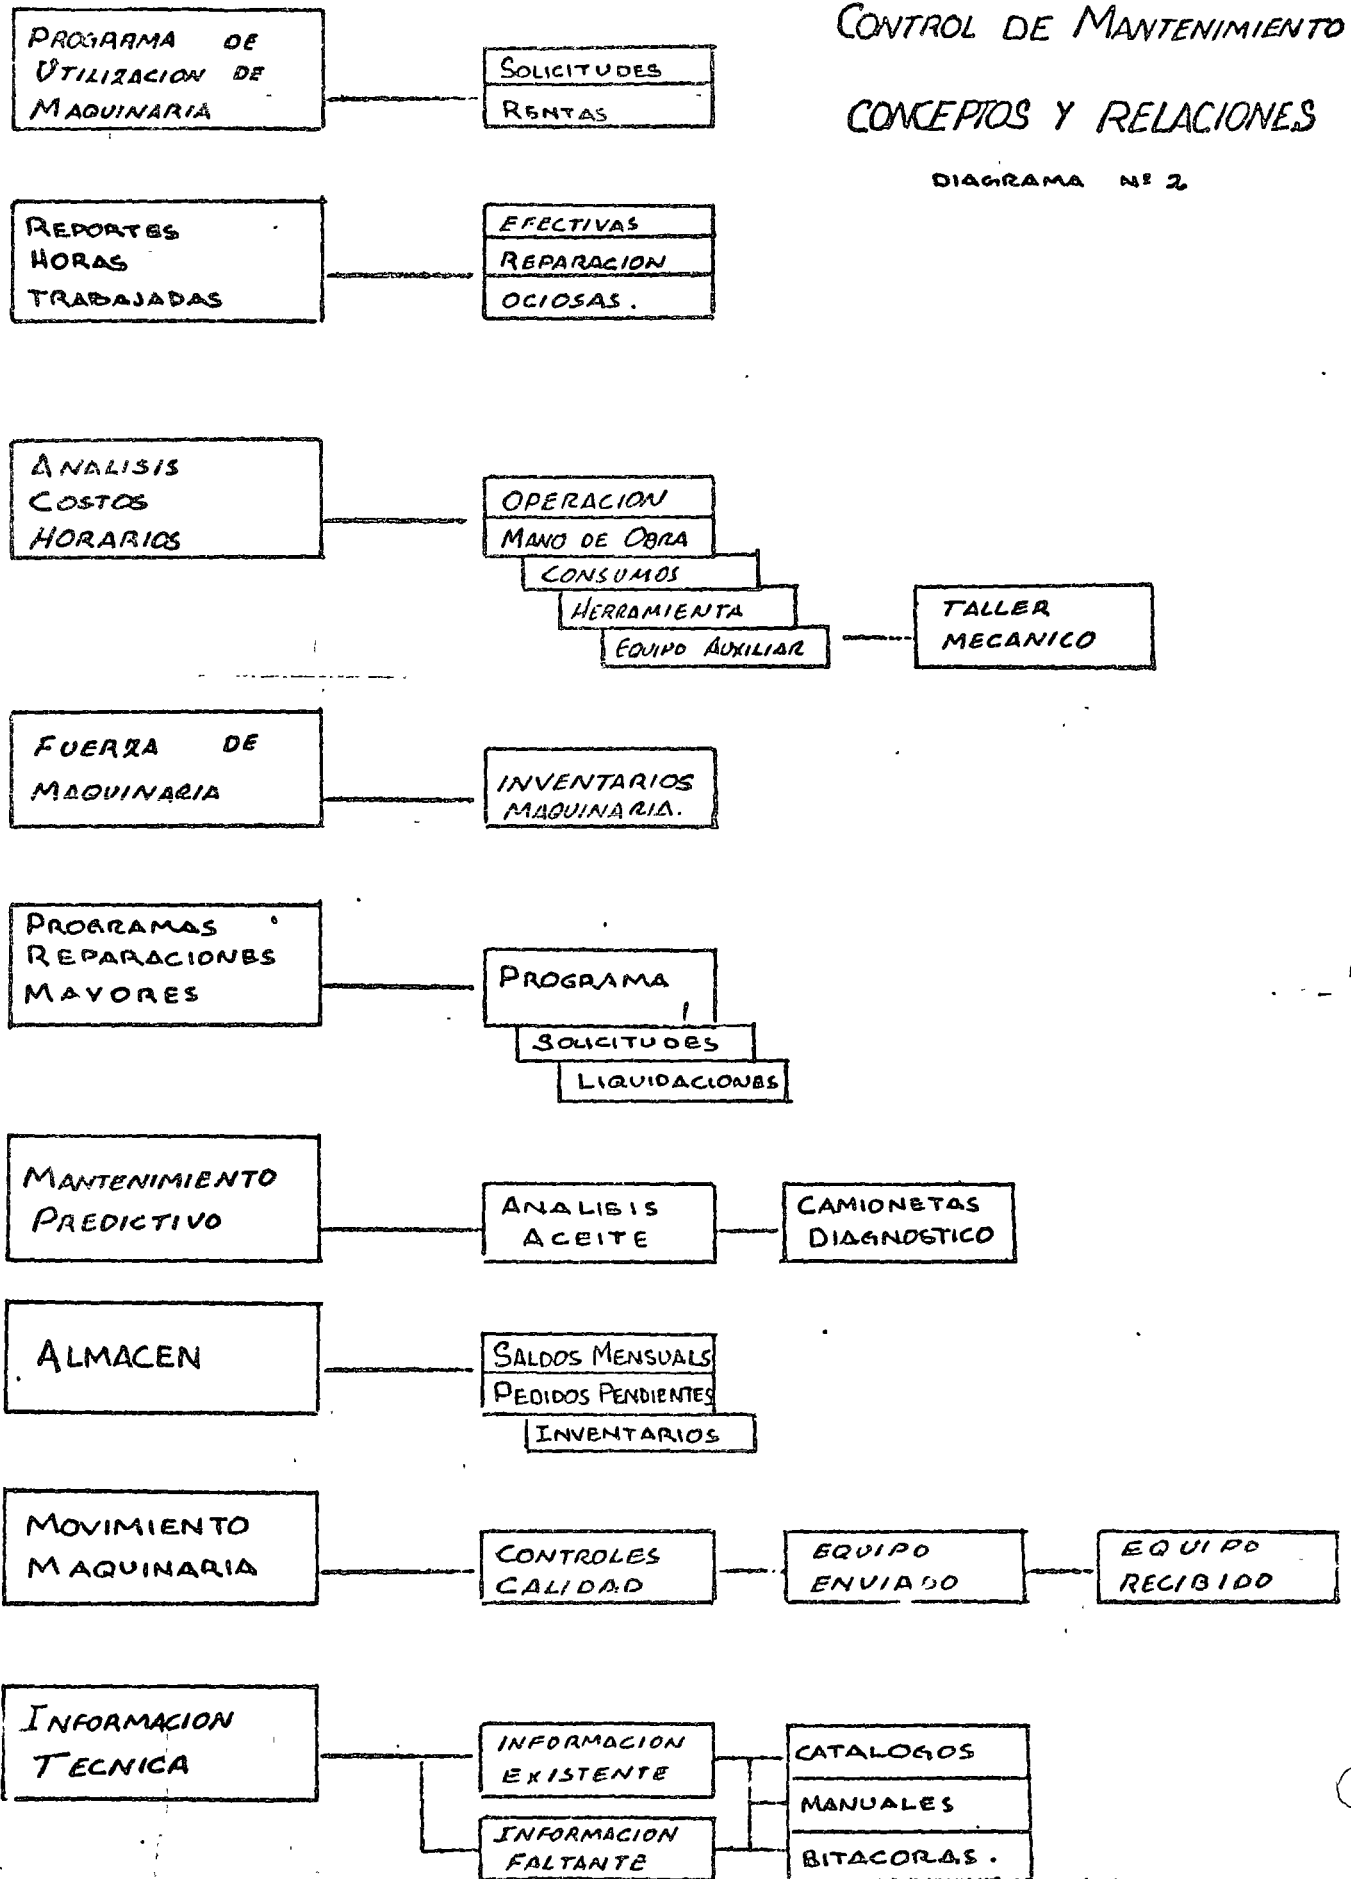 CONTROL DE MANTENIMIENTO
CONCEPTOS Y RELACIONES
DIAGRAMA Nº 2
PROGRAMA DE
UTILIZACION DE
MAQUINARIA
SOLICITUDES
RENTAS
REPORTES
HORAS
TRABAJADAS
EFECTIVAS
REPARACION
OCIOSAS.
ANALISIS
COSTOS
HORARIOS
OPERACION
MANO DE OBRA
CONSUMOS
HERRAMIENTA
EQUIPO AUXILIAR
TALLER
MECANICO
FUERZA DE
MAQUINARIA
INVENTARIOS
MAQUINARIA.
PROGRAMAS
REPARACIONES
MAYORES
PROGRAMA
SOLICITUDES
LIQUIDACIONES
MANTENIMIENTO
PREDICTIVO
ANALISIS
ACEITE
CAMIONETAS
DIAGNOSTICO
ALMACEN
SALDOS MENSUALS
PEDIDOS PENDIENTES
INVENTARIOS
MOVIMIENTO
MAQUINARIA
CONTROLES
CALIDAD
EQUIPO
ENVIADO
EQUIPO
RECIBIDO
INFORMACION
TECNICA
INFORMACION
EXISTENTE
INFORMACION
FALTANTE
CATALOGOS
MANUALES
BITACORAS.